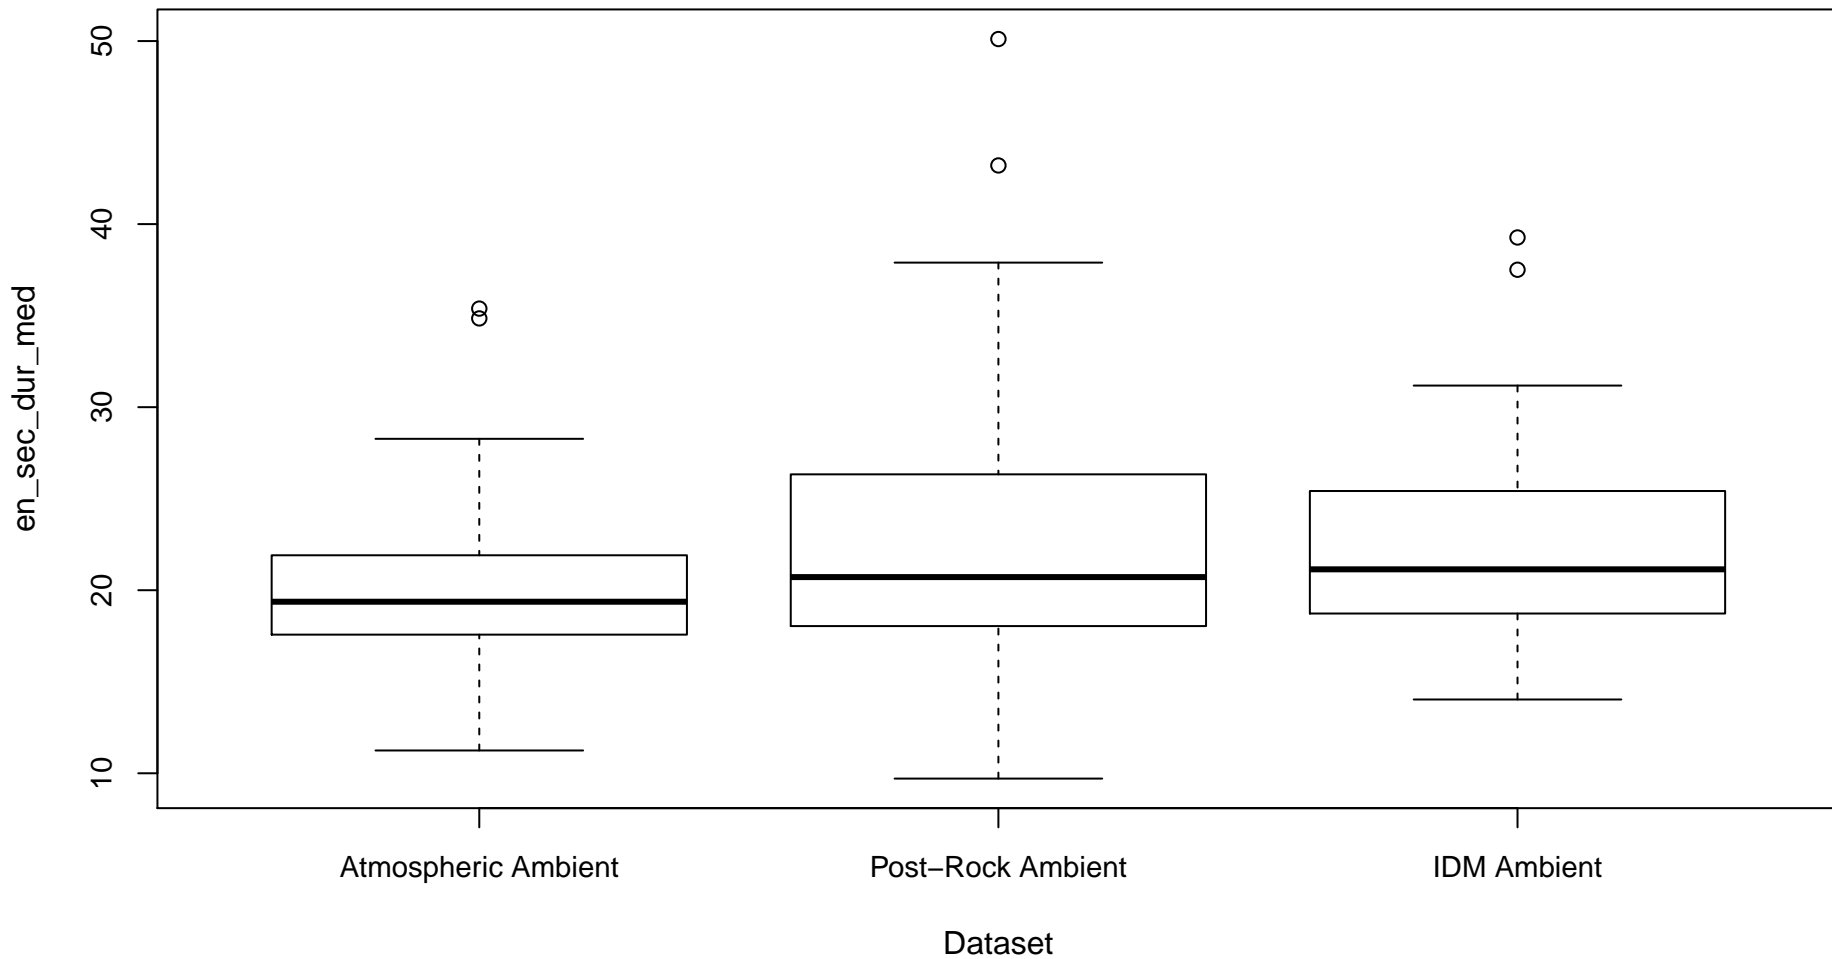 en_sec_dur_med
50
40
30
20
10
Atmospheric Ambient
Post−Rock Ambient
IDM Ambient
Dataset